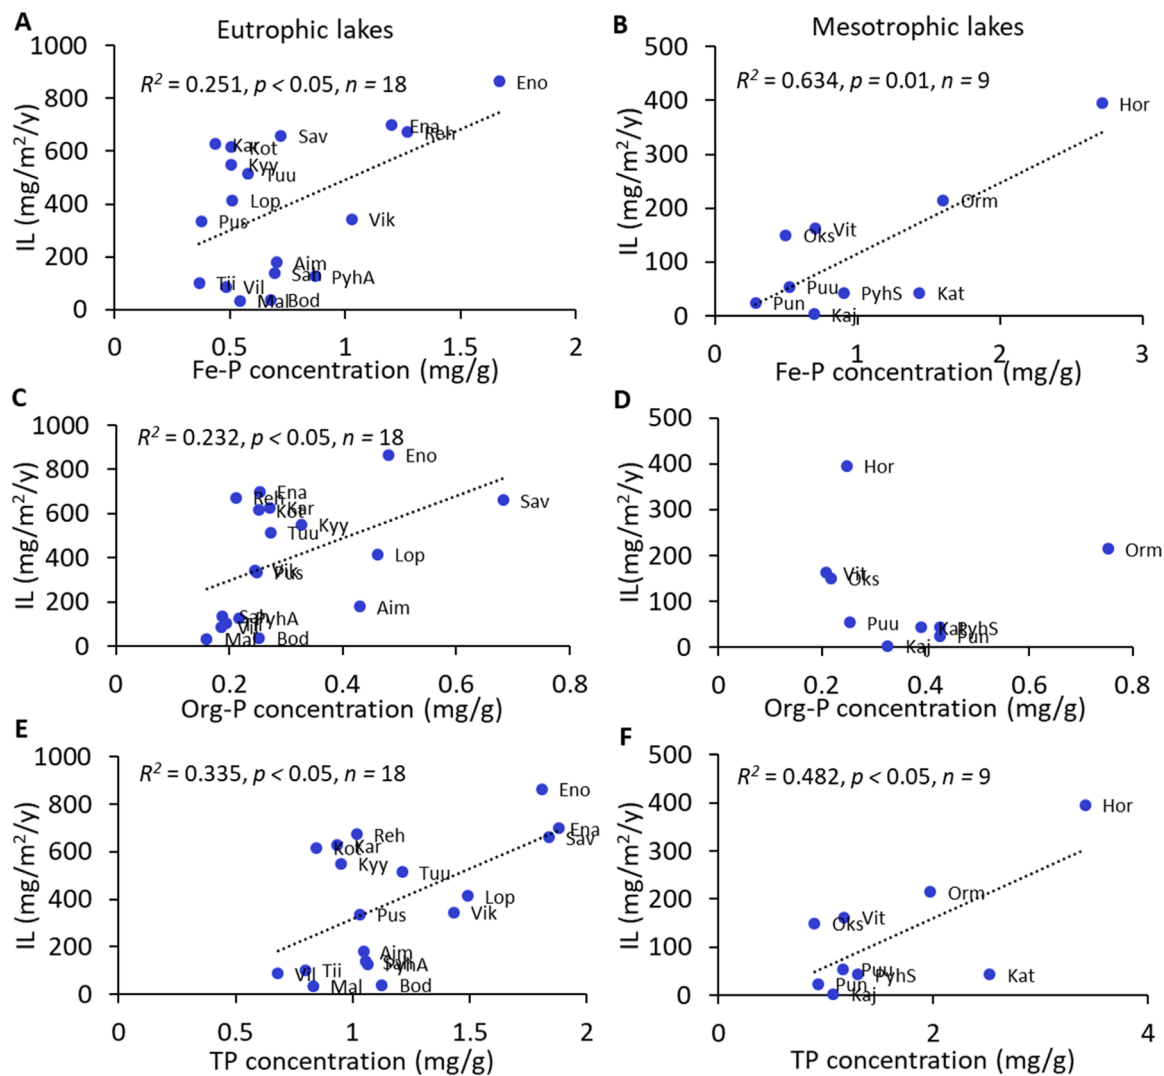 A
Eutrophic lakes
R² = 0.251, p < 0.05, n = 18
IL (mg/m²/y)
1000
800
600
400
200
0
Eno
Ena
Reh
Sav
Kar
Kot
Kyy
Tuu
Lop
Pus
Vik
Aim
Sah
PyhA
Tii
Vil
Mal
Bod
0 0.5 1 1.5 2
Fe-P concentration (mg/g)
B
Mesotrophic lakes
R² = 0.634, p = 0.01, n = 9
IL (mg/m²/y)
500
400
300
200
100
0
Hor
Orm
Vit
Oks
Puu
PyhS
Kat
Pun
Kaj
0 1 2 3
Fe-P concentration (mg/g)
C
R² = 0.232, p < 0.05, n = 18
IL (mg/m²/y)
1000
800
600
400
200
0
Eno
Sav
Ena
Reh
Kar
Kot
Kyy
Tuu
Lop
Vik
Pus
Aim
Sah
PyhA
Vil
Mal
Bod
0 0.2 0.4 0.6 0.8
Org-P concentration (mg/g)
D
IL(mg/m²/y)
500
400
300
200
100
0
Hor
Orm
Vit
Oks
Puu
Kat
PyhS
Pun
Kaj
0 0.2 0.4 0.6 0.8
Org-P concentration (mg/g)
E
R² = 0.335, p < 0.05, n = 18
IL (mg/m²/y)
1000
800
600
400
200
0
Eno
Ena
Sav
Reh
Kar
Kot
Kyy
Tuu
Lop
Vik
Pus
Aim
Sah
PyhA
Tii
Vil
Mal
Bod
0 0.5 1 1.5 2
TP concentration (mg/g)
F
R² = 0.482, p < 0.05, n = 9
IL (mg/m²/y)
500
400
300
200
100
0
Hor
Orm
Vit
Oks
Puu
PyhS
Kat
Pun
Kaj
0 2 4
TP concentration (mg/g)